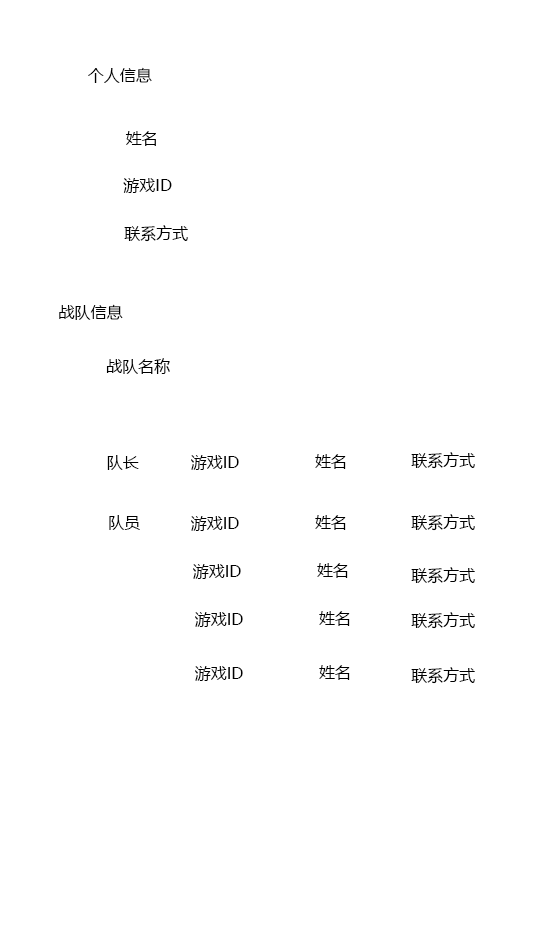 个人信息
姓名
游戏ID
联系方式
战队信息
战队名称
队长 游戏ID 姓名 联系方式
队员 游戏ID 姓名 联系方式
游戏ID 姓名 联系方式
游戏ID 姓名 联系方式
游戏ID 姓名 联系方式